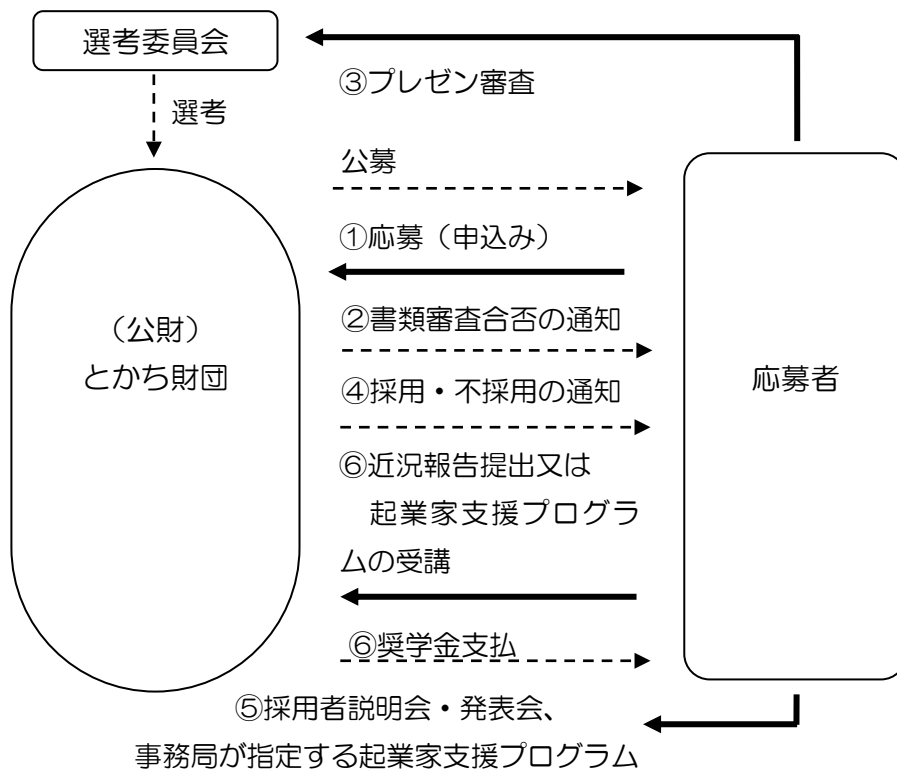 選考委員会
③プレゼン審査
選考
公募
①応募（申込み）
②書類審査合否の通知
（公財）
とかち財団
応募者
④採用・不採用の通知
⑥近況報告提出又は
起業家支援プログラ
ムの受講
⑥奨学金支払
⑤採用者説明会・発表会、
事務局が指定する起業家支援プログラム